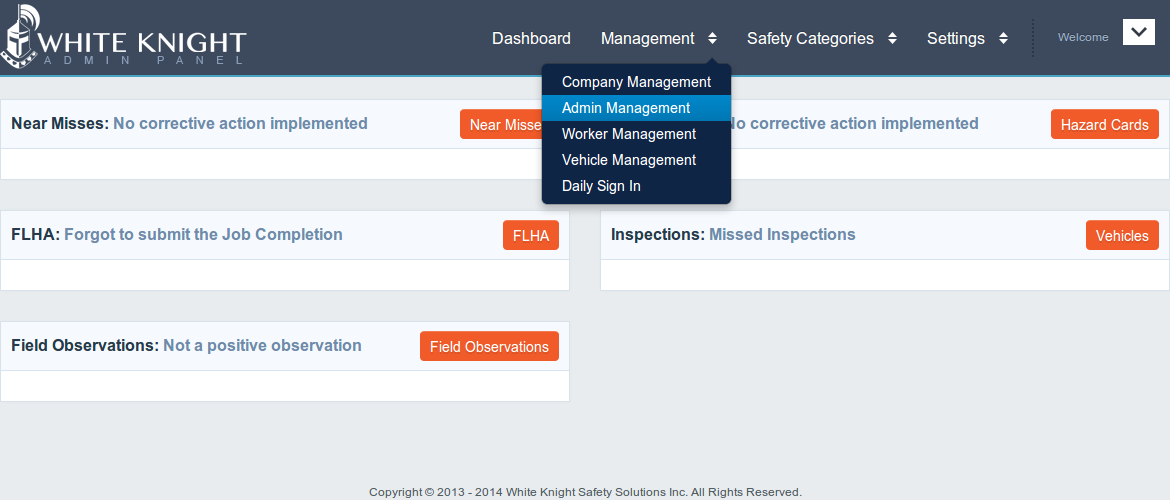 WHITE KNIGHT
ADMIN PANEL
Dashboard Management Safety Categories Settings Welcome
Company Management
Admin Management
Worker Management
Vehicle Management
Daily Sign In
Near Misses: No corrective action implemented Near Misse
No corrective action implemented Hazard Cards
FLHA: Forgot to submit the Job Completion FLHA
Inspections: Missed Inspections Vehicles
Field Observations: Not a positive observation Field Observations
Copyright © 2013 - 2014 White Knight Safety Solutions Inc. All Rights Reserved.